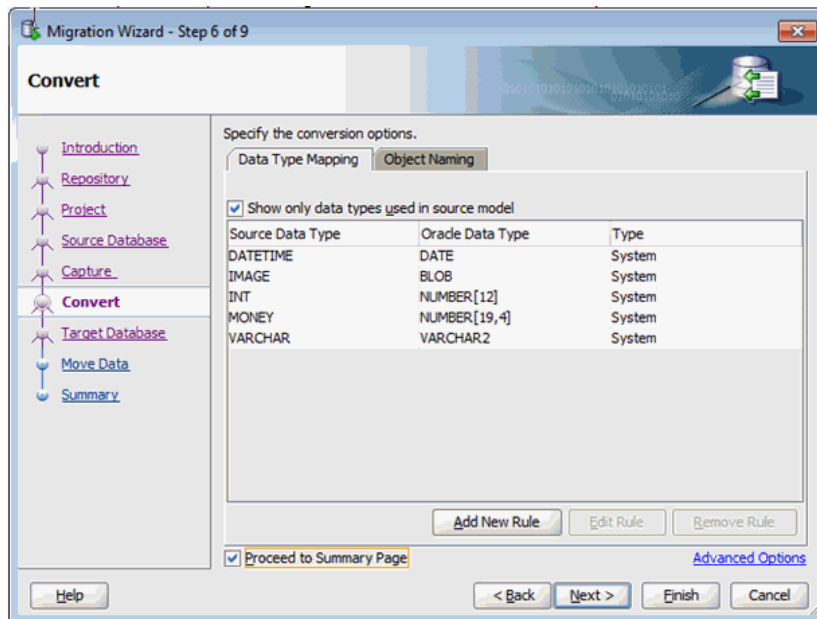 Migration Wizard - Step 6 of 9
Convert
Introduction
Repository
Project
Source Database
Capture
Convert
Target Database
Move Data
Summary
Specify the conversion options.
Data Type Mapping Object Naming
Show only data types used in source model
Source Data Type Oracle Data Type Type
DATETIME DATE System
IMAGE BLOB System
INT NUMBER[12] System
MONEY NUMBER[19,4] System
VARCHAR VARCHAR2 System
Add New Rule Edit Rule Remove Rule
Proceed to Summary Page Advanced Options
Help < Back Next > Finish Cancel